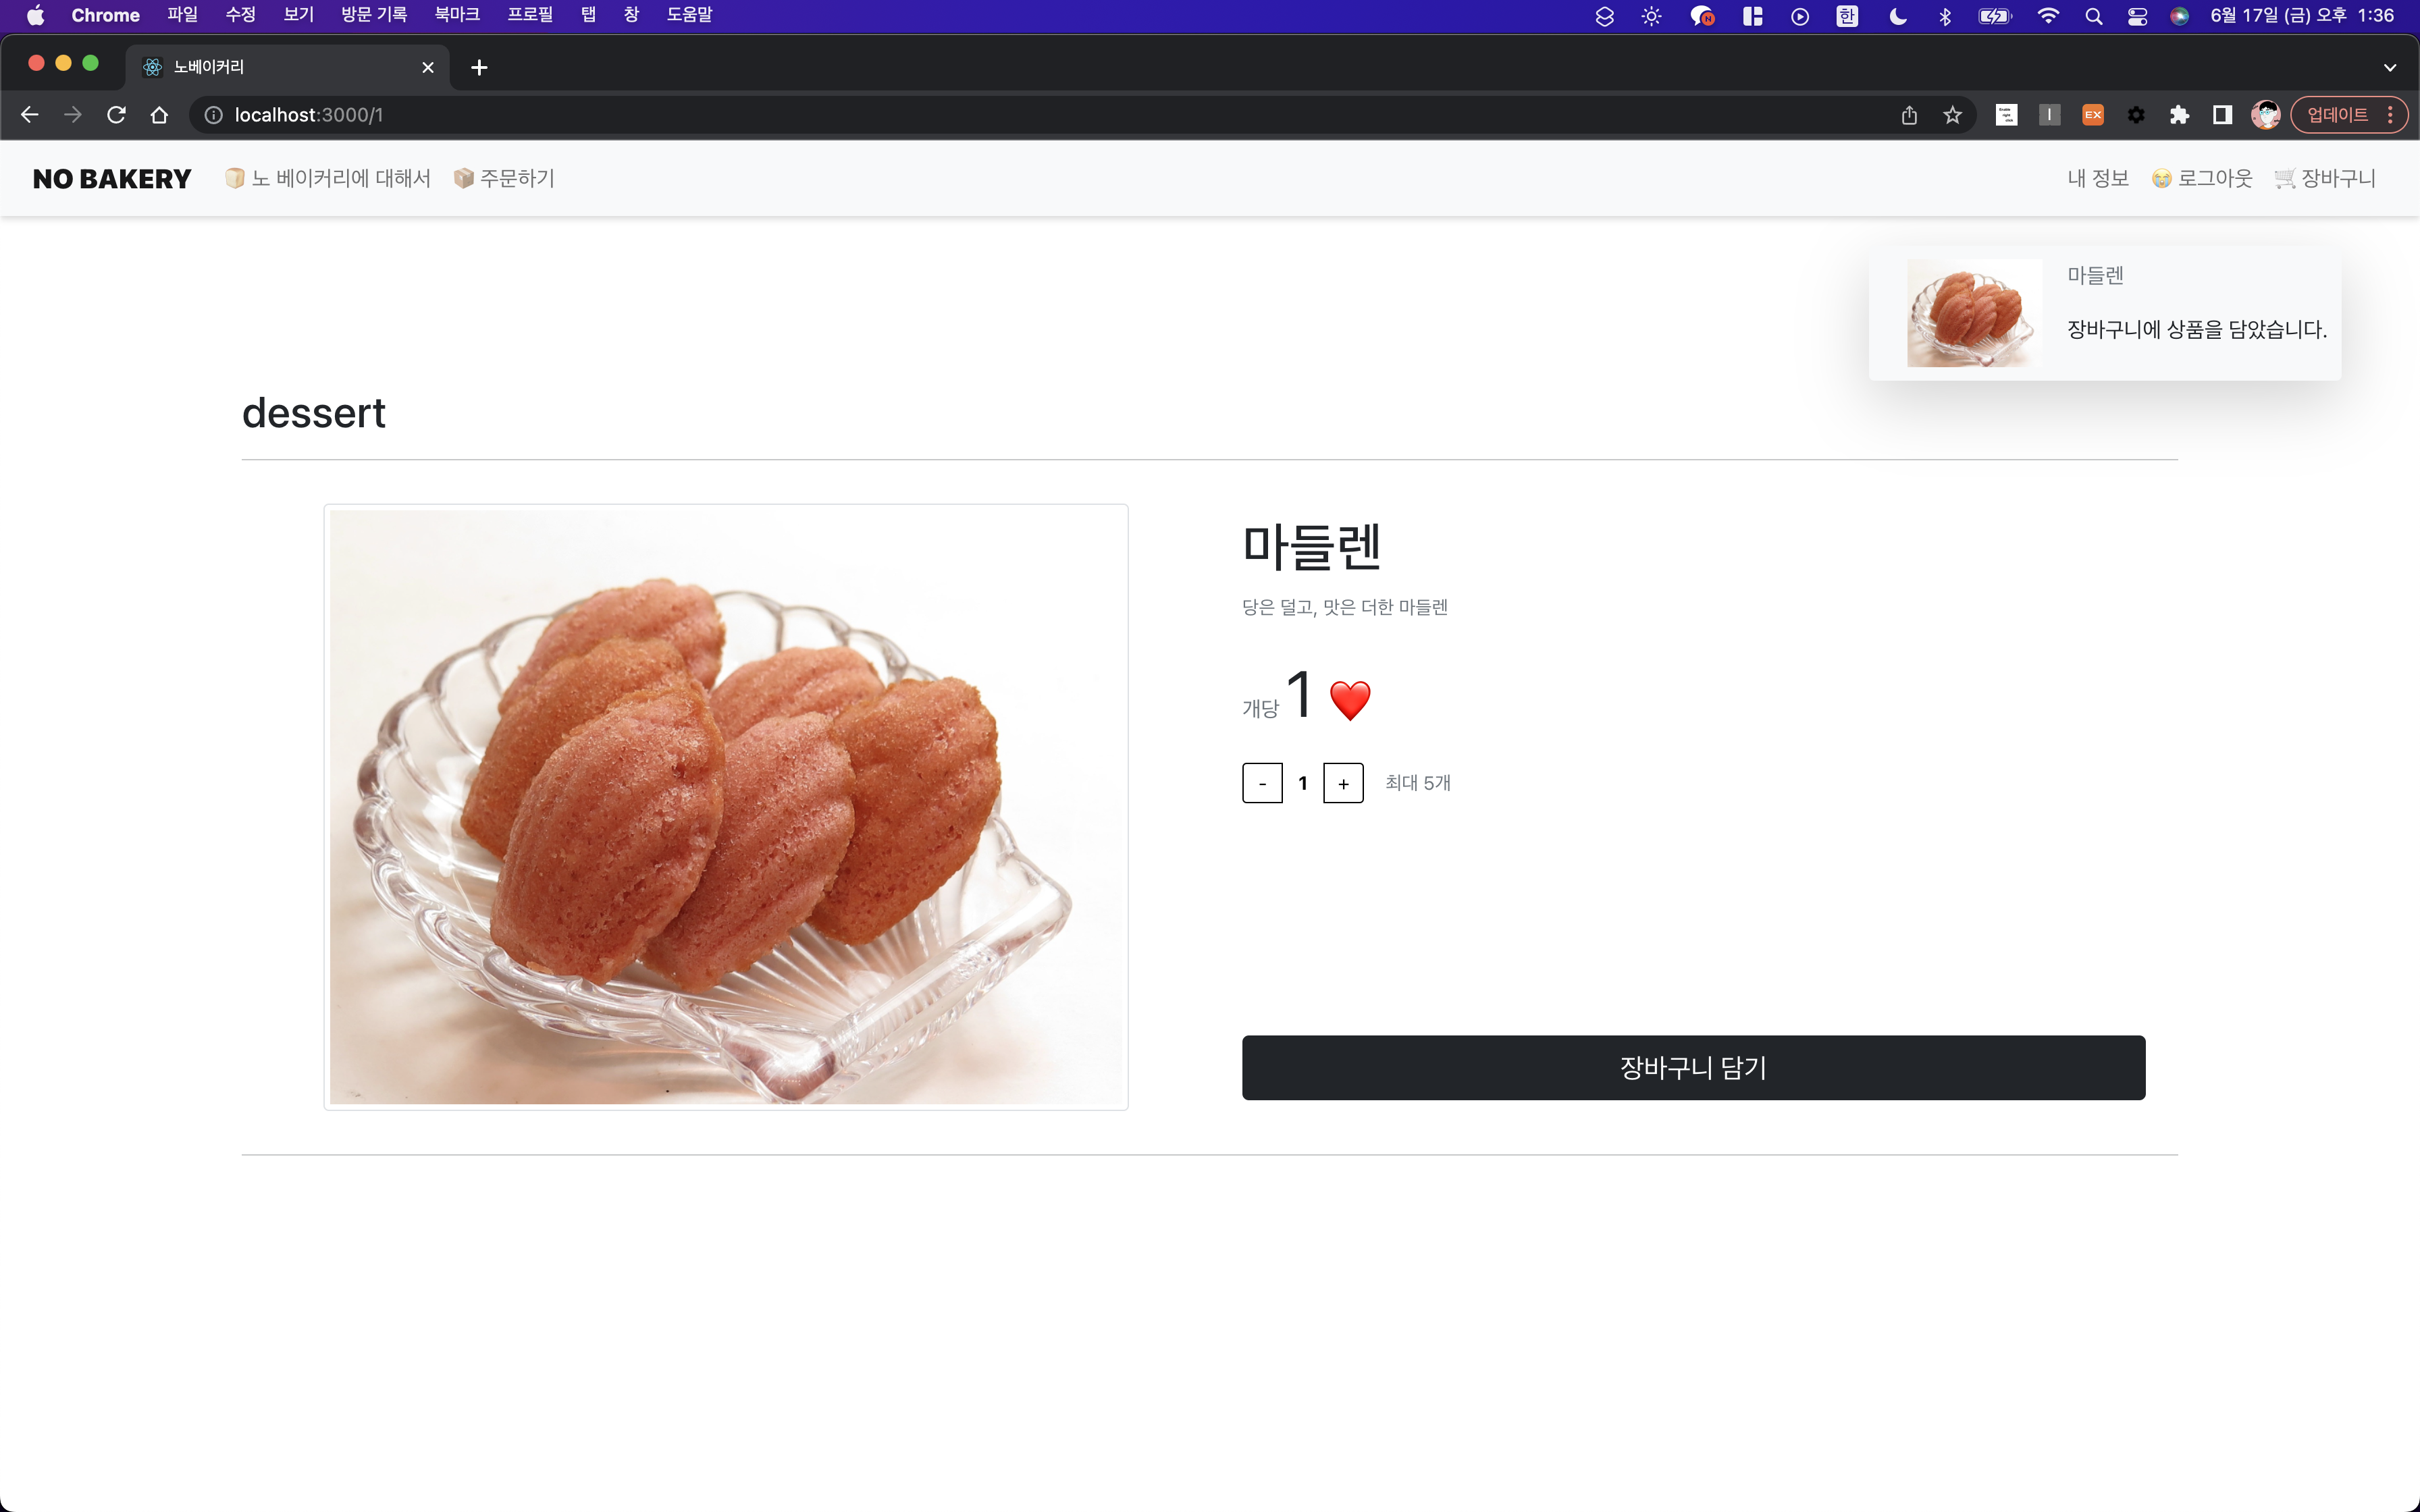 Chrome 파일 수정 보기 방문 기록 북마크 프로필 탭 창 도움말 한 6월 17일 (금) 오후 1:36
노베이커리
localhost:3000/1 EX 업데이트
NO BAKERY 노 베이커리에 대해서 주문하기 내 정보 로그아웃 장바구니
마들렌
장바구니에 상품을 담았습니다.
dessert
마들렌
당은 덜고, 맛은 더한 마들렌
개당 1
- 1 + 최대 5개
장바구니 담기